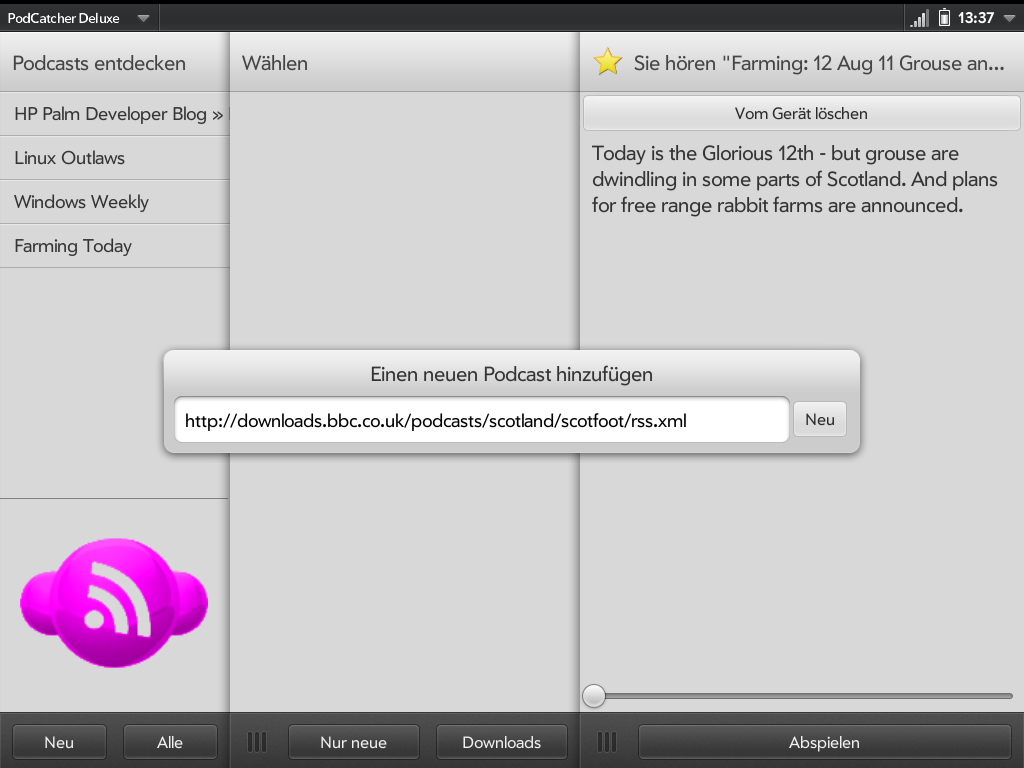 PodCatcher Deluxe
13:37
Podcasts entdecken
HP Palm Developer Blog »
Linux Outlaws
Windows Weekly
Farming Today
Wählen
Sie hören "Farming: 12 Aug 11 Grouse an...
Vom Gerät löschen
Today is the Glorious 12th - but grouse are
dwindling in some parts of Scotland. And plans
for free range rabbit farms are announced.
Einen neuen Podcast hinzufügen
http://downloads.bbc.co.uk/podcasts/scotland/scotfoot/rss.xml
Neu
Neu
Alle
Nur neue
Downloads
Abspielen